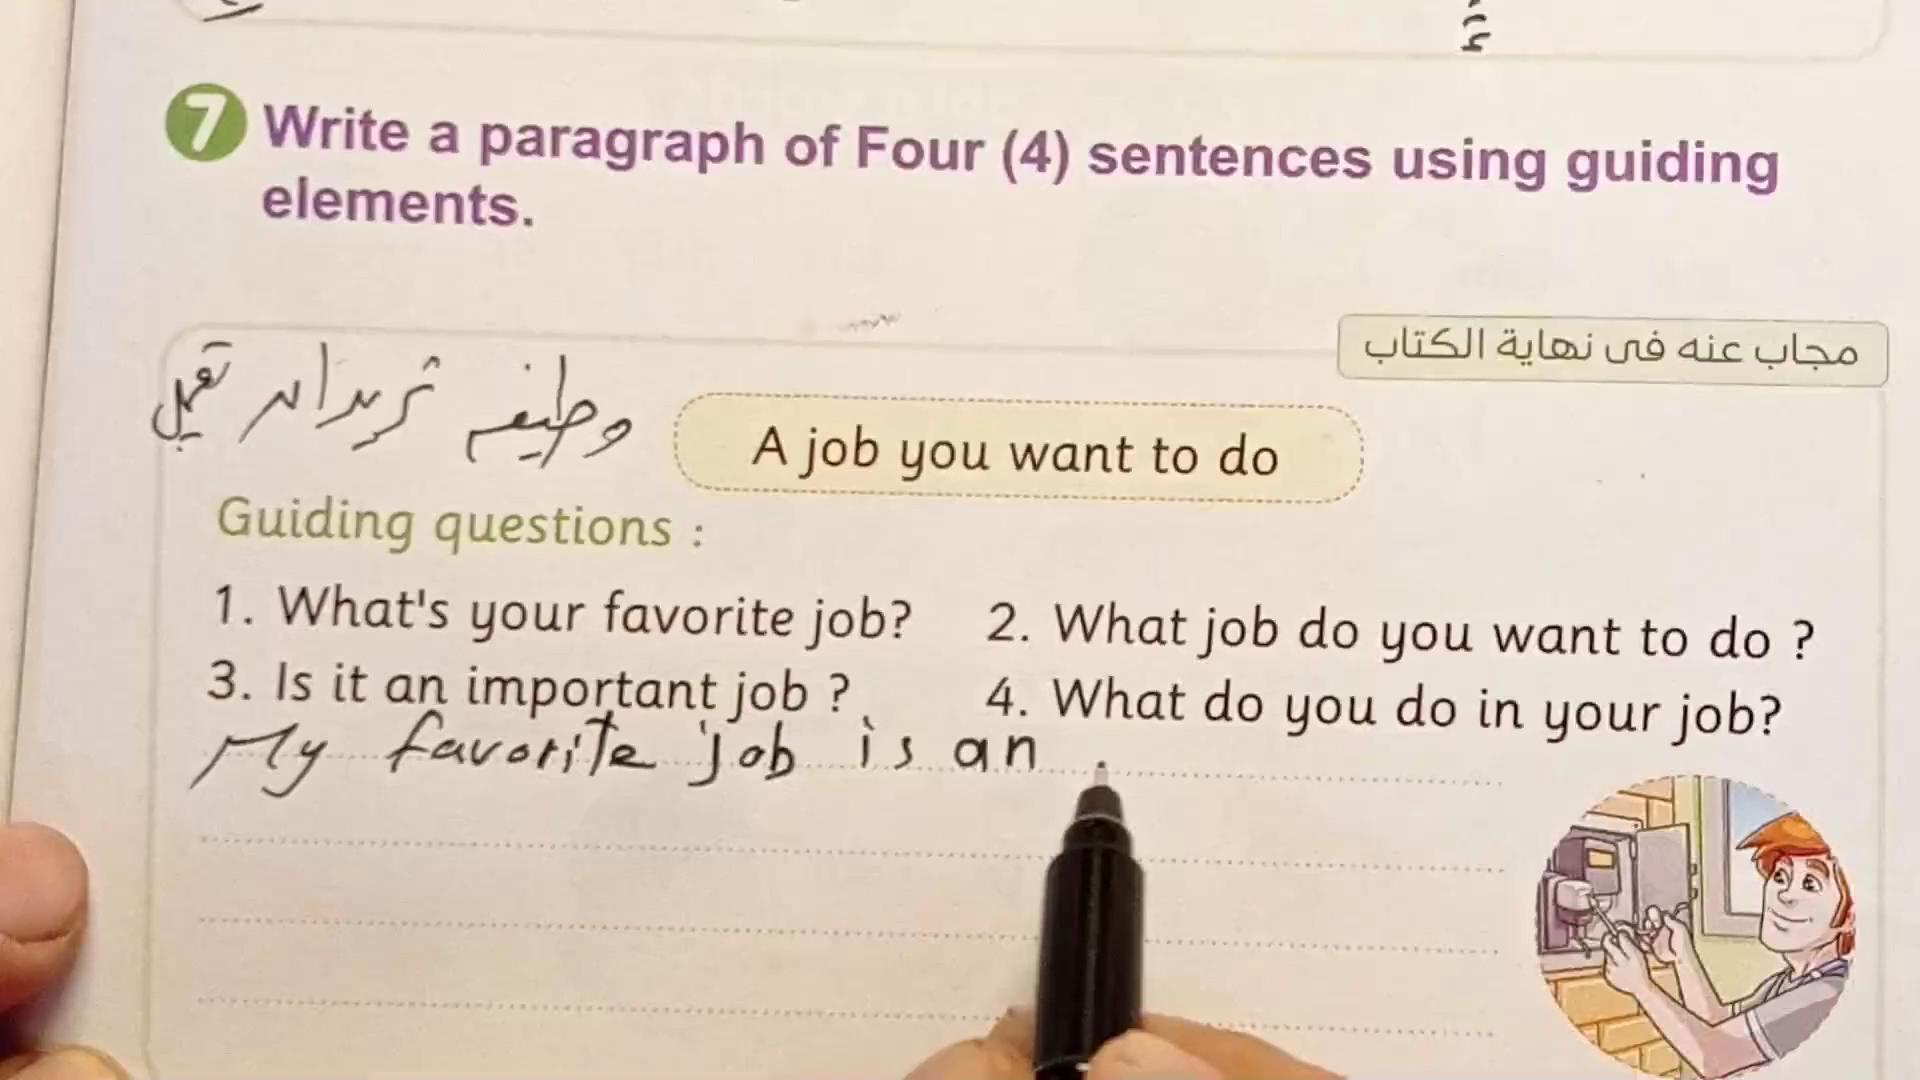 7 Write a paragraph of Four (4) sentences using guiding
elements.
مجاب عنه فى نهاية الكتاب
وظيفه تريد ان تعمل
A job you want to do
Guiding questions :
1. What's your favorite job? 2. What job do you want to do ?
3. Is it an important job ? 4. What do you do in your job?
My favorite job is an